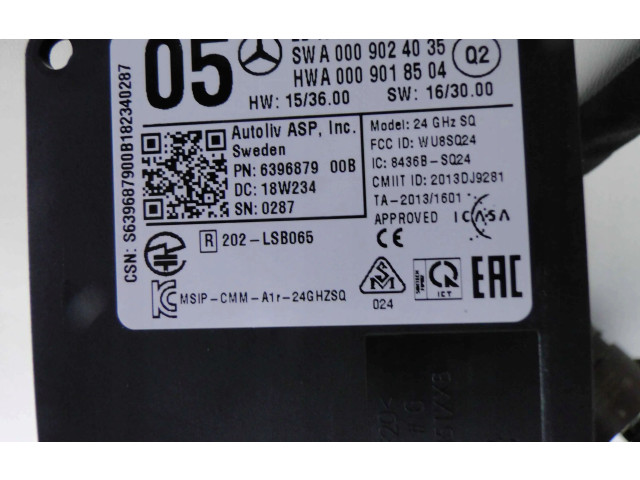 05
SW A 000 902 40 35
HW A 000 901 85 04
Q2
HW: 15/36.00 SW: 16/30.00
CSN: S639687900B182340287
Autoliv ASP, Inc.
Sweden
PN: 6396879 00B
DC: 18W234
SN: 0287
Model: 24 GHz SQ
FCC ID: WU8SQ24
IC: 8436B-SQ24
CMIIT ID: 2013DJ9281
TA-2013/1601
APPROVED ICASA
R 202-LSB065
CE
MSIP-CMM-A1r-24GHZSQ
024
ICT
EAC